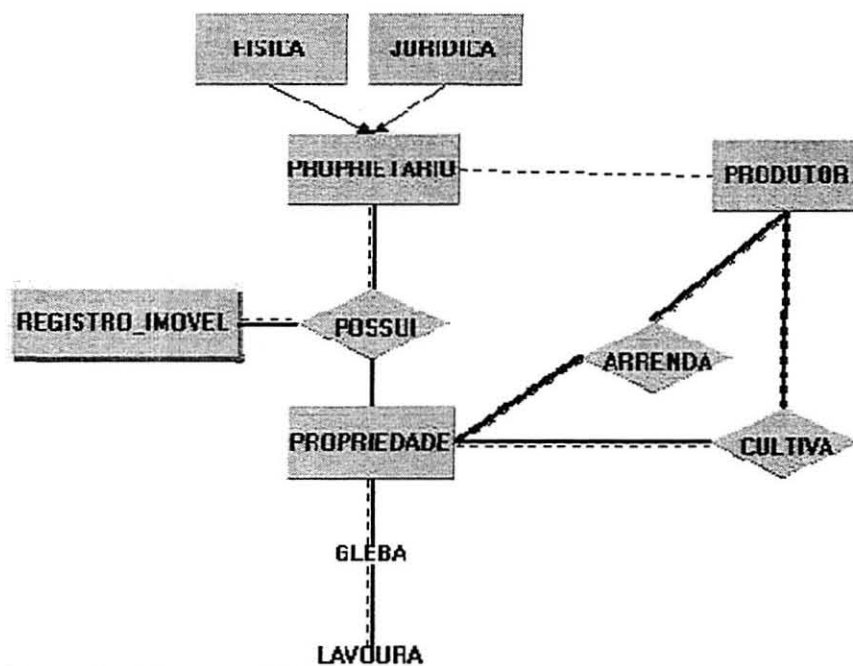 FISICA
JURIDICA
PROPRIETARIO
PRODUTOR
REGISTRO_IMOVEL
POSSUI
ARRENDA
PROPRIEDADE
CULTIVA
GLEBA
LAVOURA